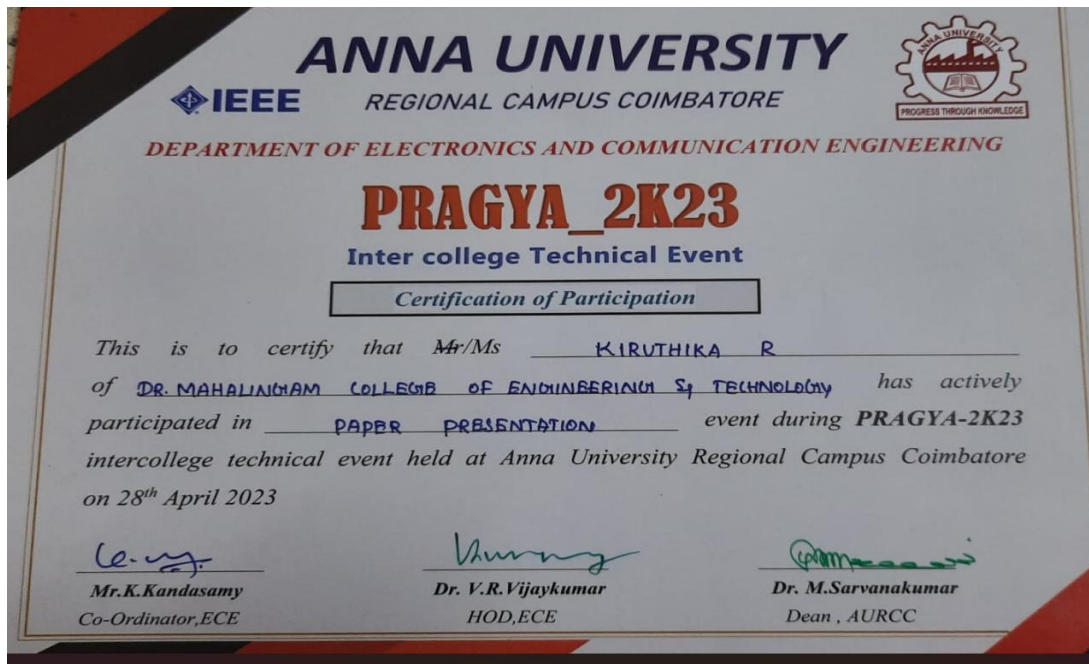 ANNA UNIVERSITY
IEEE
REGIONAL CAMPUS COIMBATORE
ANNA UNIVERSITY
PROGRESS THROUGH KNOWLEDGE
DEPARTMENT OF ELECTRONICS AND COMMUNICATION ENGINEERING
PRAGYA_2K23
Inter college Technical Event
Certification of Participation
This is to certify that Mr/Ms KIRUTHIKA R
of DR. MAHALINGAM COLLEGE OF ENGINEERING & TECHNOLOGY has actively
participated in PAPER PRESENTATION event during PRAGYA-2K23
intercollege technical event held at Anna University Regional Campus Coimbatore
on 28th April 2023
Mr.K.Kandasamy
Dr. V.R.Vijaykumar
Dr. M.Sarvanakumar
Co-Ordinator,ECE
HOD,ECE
Dean , AURCC